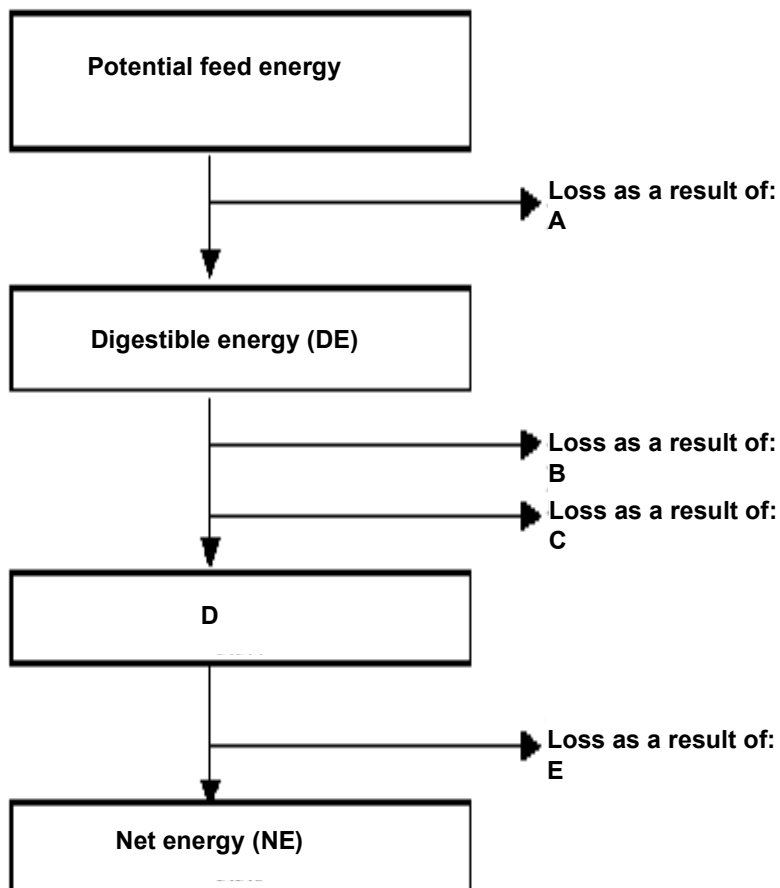 Potential feed energy
Loss as a result of:
A
Digestible energy (DE)
Loss as a result of:
B
Loss as a result of:
C
D
Loss as a result of:
E
Net energy (NE)